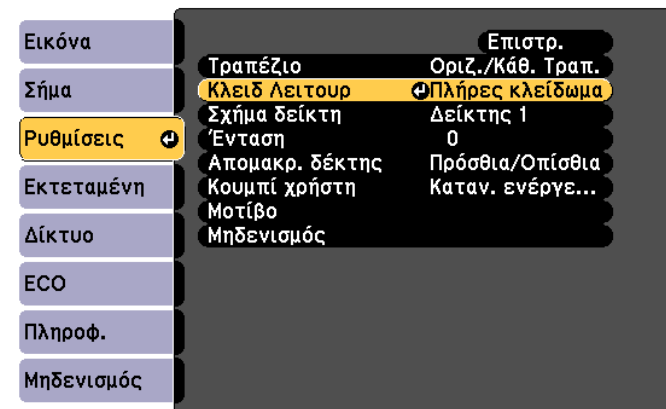 Εικόνα
Σήμα
Ρυθμίσεις
Εκτεταμένη
Δίκτυο
ECO
Πληροφ.
Μηδενισμός
Επιστρ.
Τραπέζιο Οριζ./Κάθ. Τραπ.
Κλειδ Λειτουρ Πλήρες κλείδωμα
Σχήμα δείκτη Δείκτης 1
Ένταση 0
Απομακρ. δέκτης Πρόσθια/Οπίσθια
Κουμπί χρήστη Καταν. ενέργε...
Μοτίβο
Μηδενισμός